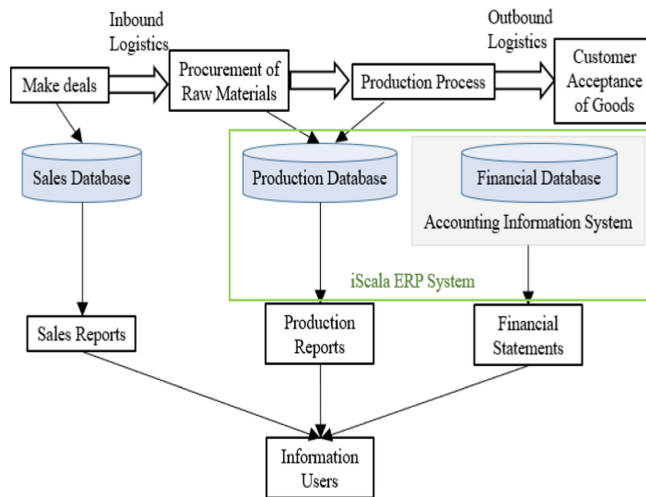 Inbound
Logistics
Outbound
Logistics
Make deals
Procurement of
Raw Materials
Production Process
Customer
Acceptance
of Goods
Sales Database
Production Database
Financial Database
Accounting Information System
iScala ERP System
Sales Reports
Production
Reports
Financial
Statements
Information
Users